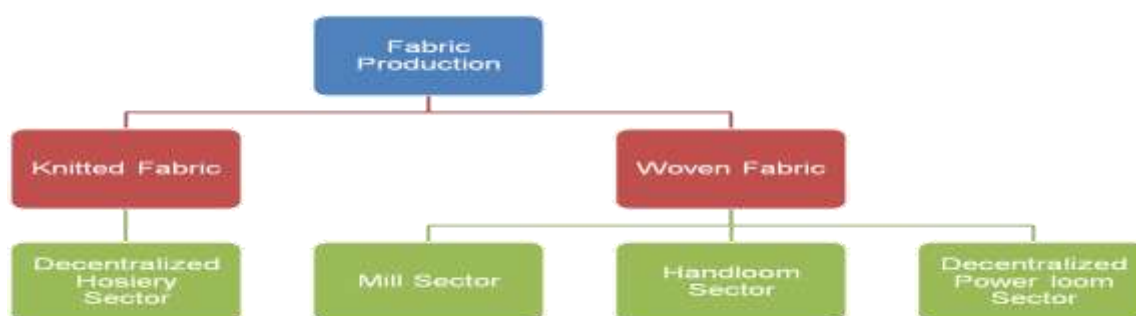 Fabric
Production
Knitted Fabric
Woven Fabric
Decentralized
Hosiery
Sector
Mill Sector
Handloom
Sector
Decentralized
Power loom
Sector